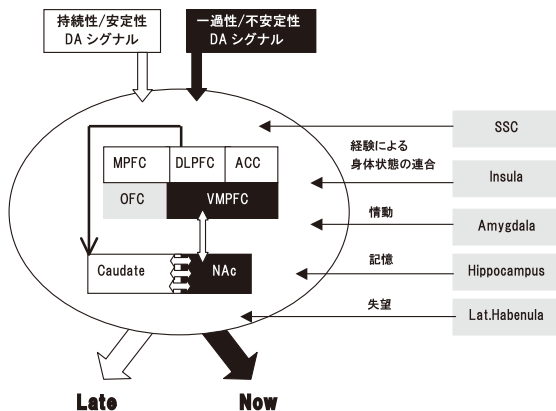 持続性/安定性
DA シグナル
一過性/不安定性
DA シグナル
MPFC
DLPFC
ACC
OFC
VMPFC
Caudate
NAc
SSC
経験による
身体状態の連合
Insula
情動
Amygdala
記憶
Hippocampus
失望
Lat.Habenula
Late
Now